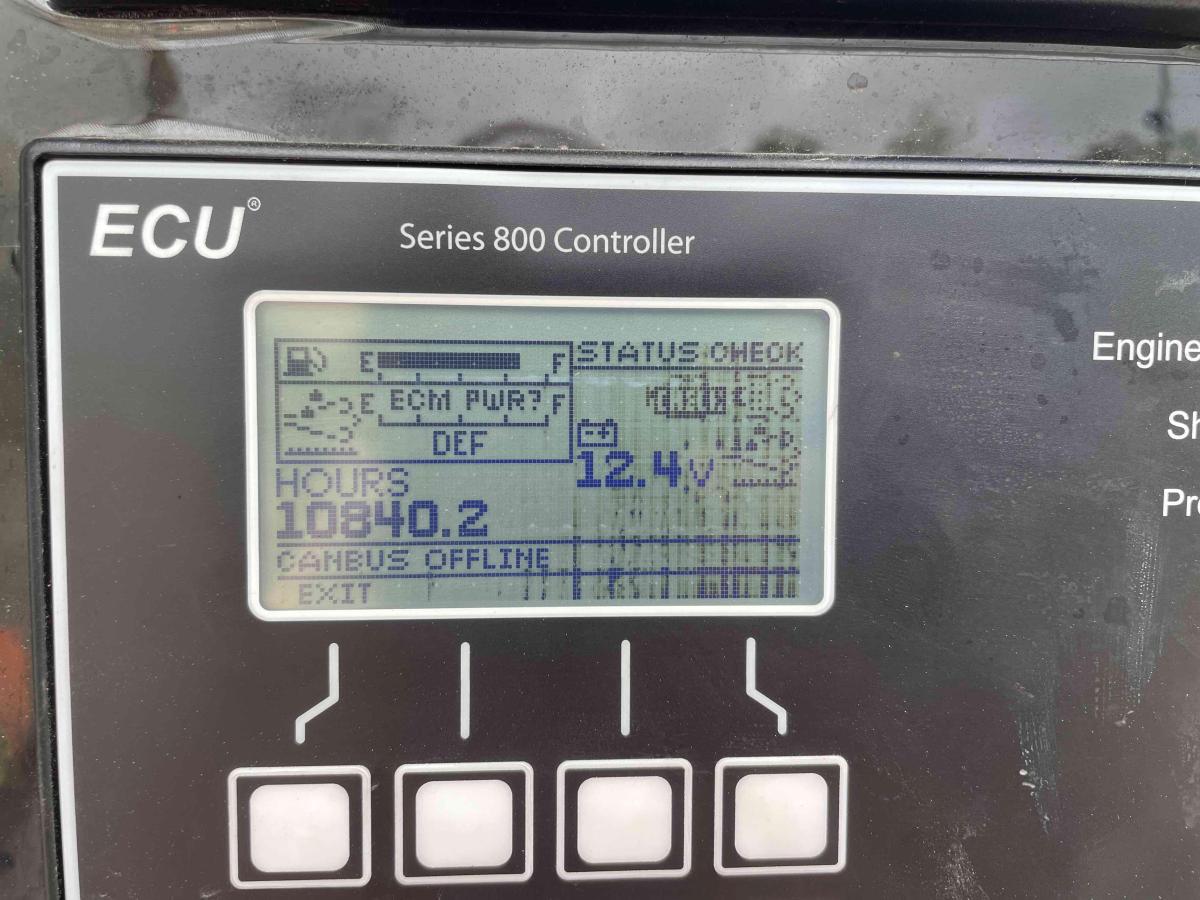 ECU®
Series 800 Controller
E F
STATUS CHECK
E ECM PWR? F
CHECK
DEF
12.4V
HOURS
10840.2
CANBUS OFFLINE
EXIT
Engine
Sh
Pr